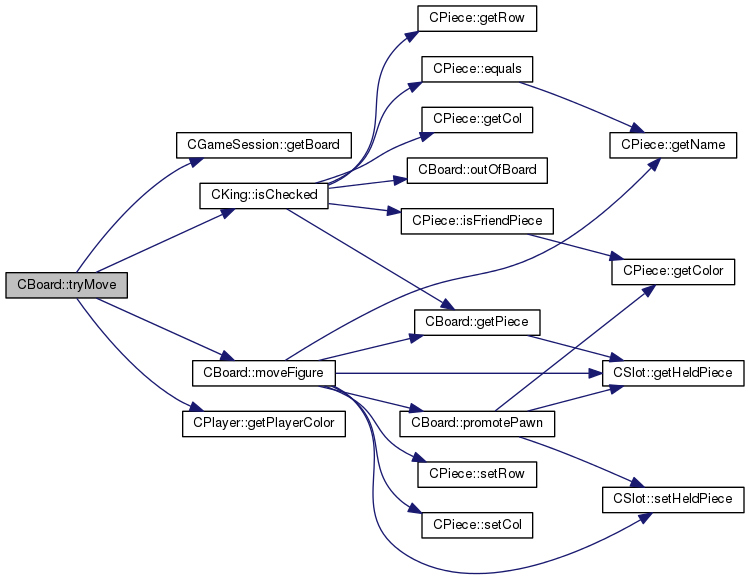 CPiece::getRow
CPiece::equals
CPiece::getCol
CGameSession::getBoard
CPiece::getName
CBoard::outOfBoard
CKing::isChecked
CPiece::isFriendPiece
CPiece::getColor
CBoard::tryMove
CBoard::getPiece
CBoard::moveFigure
CSlot::getHeldPiece
CPlayer::getPlayerColor
CBoard::promotePawn
CPiece::setRow
CSlot::setHeldPiece
CPiece::setCol